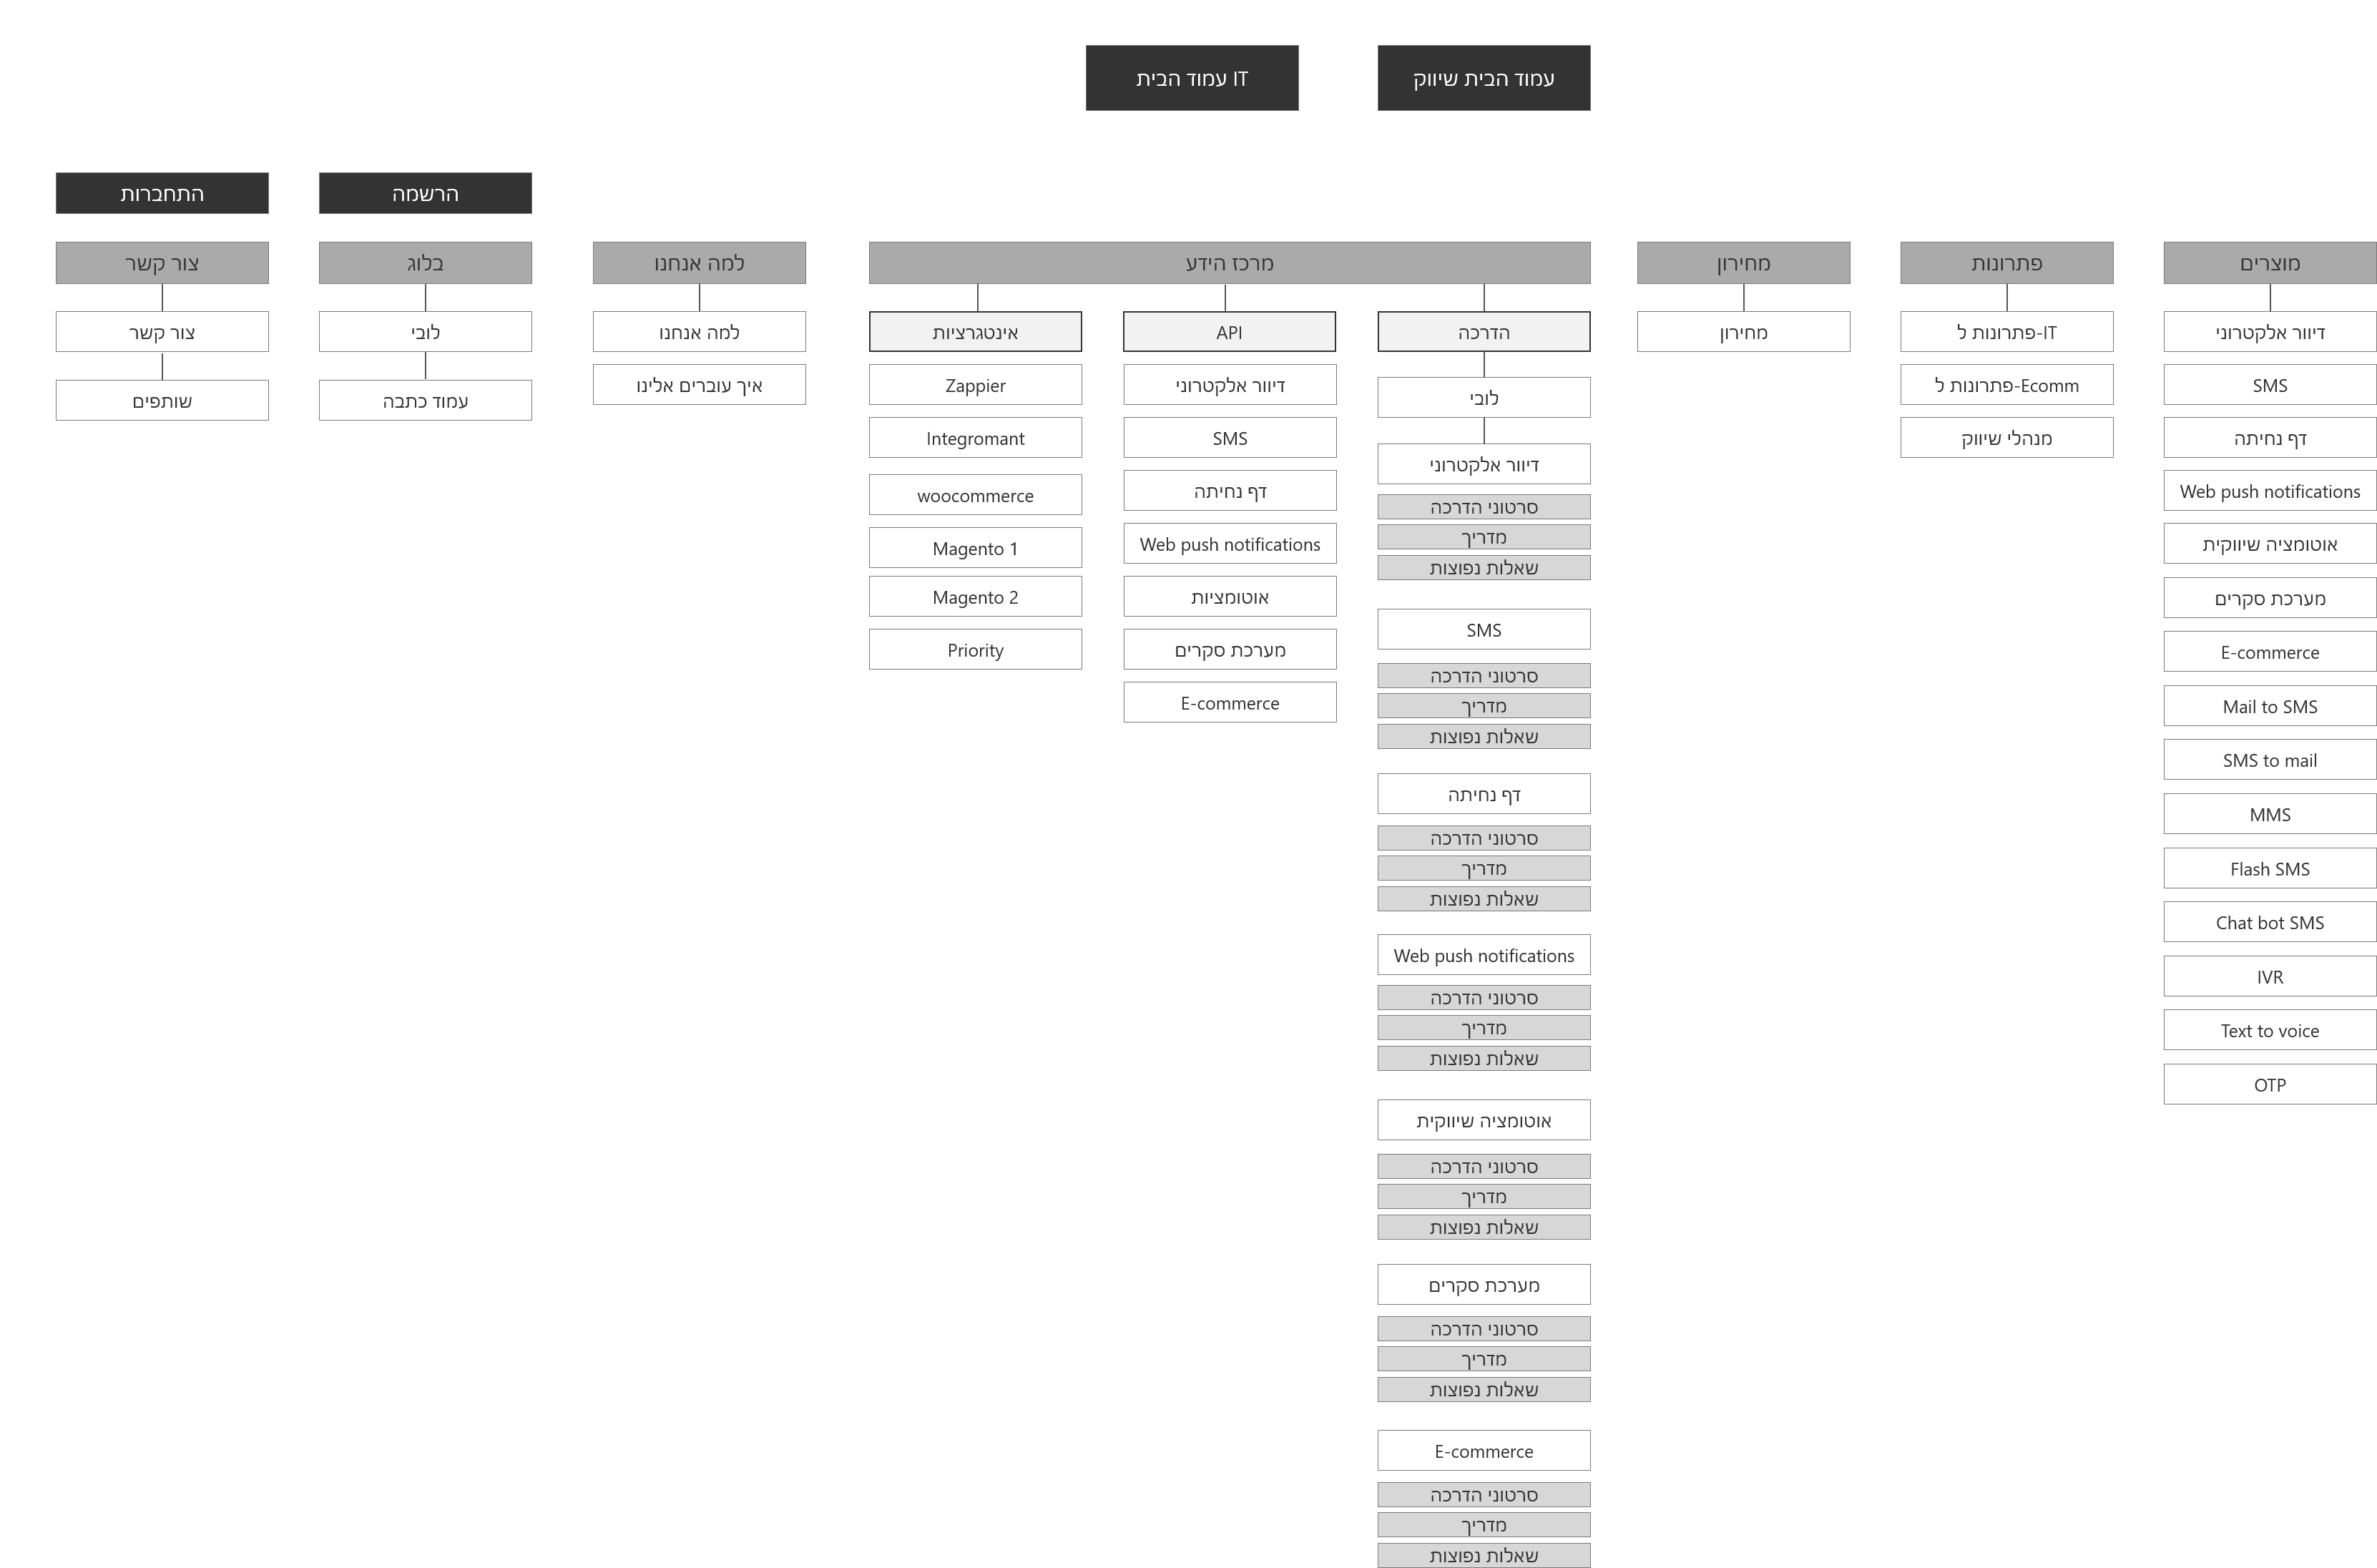 עמוד הבית שיווק
עמוד הבית IT
הרשמה
התחברות
מוצרים
דיוור אלקטרוני
SMS
דף נחיתה
Web push notifications
אוטומציה שיווקית
מערכת סקרים
E-commerce
Mail to SMS
SMS to mail
MMS
Flash SMS
Chat bot SMS
IVR
Text to voice
OTP
פתרונות
פתרונות ל-IT
פתרונות ל-Ecomm
מנהלי שיווק
מחירון
מחירון
מרכז הידע
הדרכה
לובי
דיוור אלקטרוני
סרטוני הדרכה
מדריך
שאלות נפוצות
SMS
סרטוני הדרכה
מדריך
שאלות נפוצות
דף נחיתה
סרטוני הדרכה
מדריך
שאלות נפוצות
Web push notifications
סרטוני הדרכה
מדריך
שאלות נפוצות
אוטומציה שיווקית
סרטוני הדרכה
מדריך
שאלות נפוצות
מערכת סקרים
סרטוני הדרכה
מדריך
שאלות נפוצות
E-commerce
סרטוני הדרכה
מדריך
שאלות נפוצות
API
דיוור אלקטרוני
SMS
דף נחיתה
Web push notifications
אוטומציות
מערכת סקרים
E-commerce
אינטגרציות
Zappier
Integromant
woocommerce
Magento 1
Magento 2
Priority
למה אנחנו
למה אנחנו
איך עוברים אלינו
בלוג
לובי
עמוד כתבה
צור קשר
צור קשר
שותפים